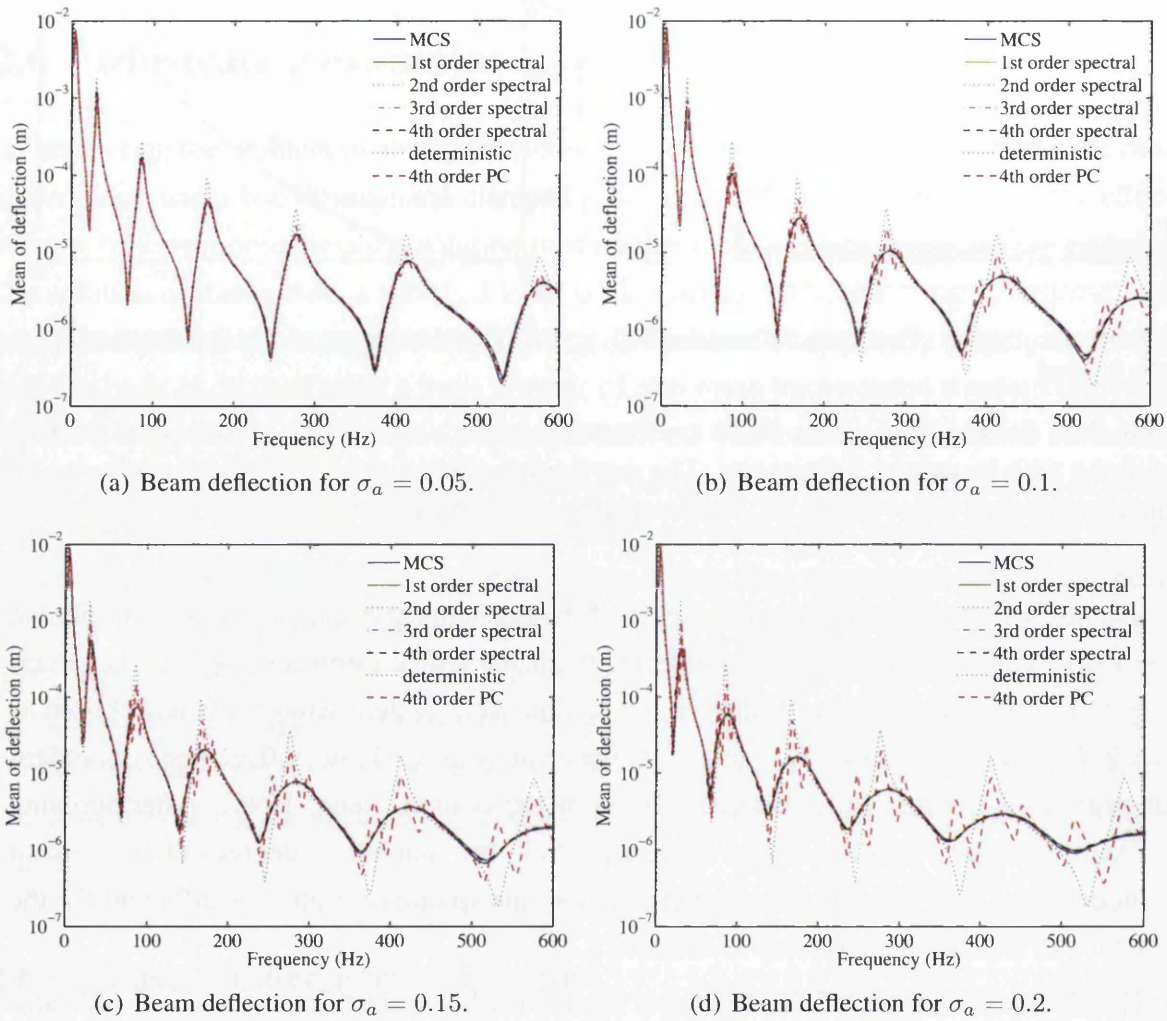 10⁻²
10⁻³
10⁻⁴
10⁻⁵
10⁻⁶
10⁻⁷
Mean of deflection (m)
MCS
1st order spectral
2nd order spectral
3rd order spectral
4th order spectral
deterministic
4th order PC
0 100 200 300 400 500 600
Frequency (Hz)
(a) Beam deflection for σₐ = 0.05.
10⁻²
10⁻³
10⁻⁴
10⁻⁵
10⁻⁶
10⁻⁷
Mean of deflection (m)
MCS
1st order spectral
2nd order spectral
3rd order spectral
4th order spectral
deterministic
4th order PC
0 100 200 300 400 500 600
Frequency (Hz)
(b) Beam deflection for σₐ = 0.1.
10⁻²
10⁻³
10⁻⁴
10⁻⁵
10⁻⁶
10⁻⁷
Mean of deflection (m)
MCS
1st order spectral
2nd order spectral
3rd order spectral
4th order spectral
deterministic
4th order PC
0 100 200 300 400 500 600
Frequency (Hz)
(c) Beam deflection for σₐ = 0.15.
10⁻²
10⁻³
10⁻⁴
10⁻⁵
10⁻⁶
10⁻⁷
Mean of deflection (m)
MCS
1st order spectral
2nd order spectral
3rd order spectral
4th order spectral
deterministic
4th order PC
0 100 200 300 400 500 600
Frequency (Hz)
(d) Beam deflection for σₐ = 0.2.